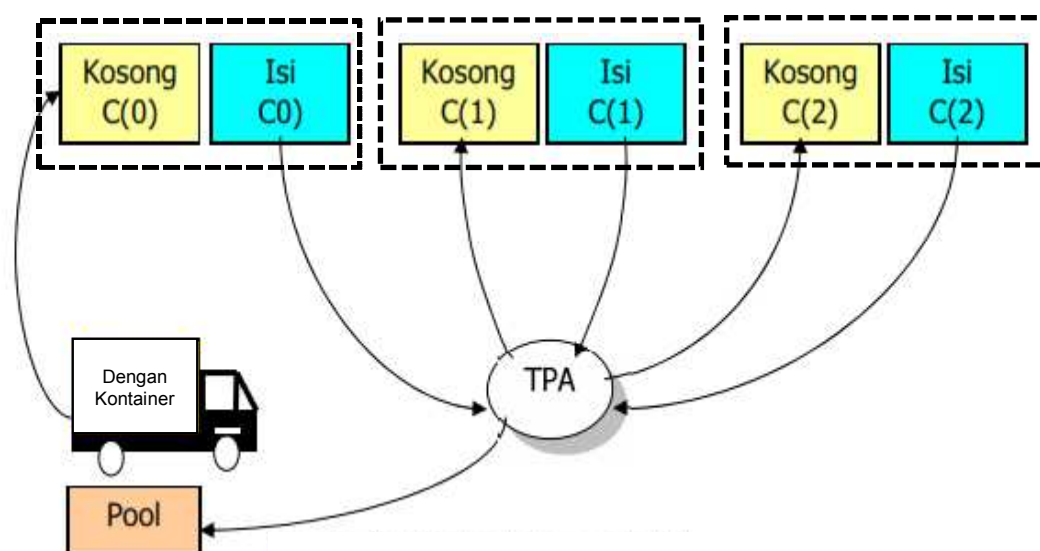 Kosong
C(0)
Isi
C0)
Kosong
C(1)
Isi
C(1)
Kosong
C(2)
Isi
C(2)
Dengan
Kontainer
TPA
Pool